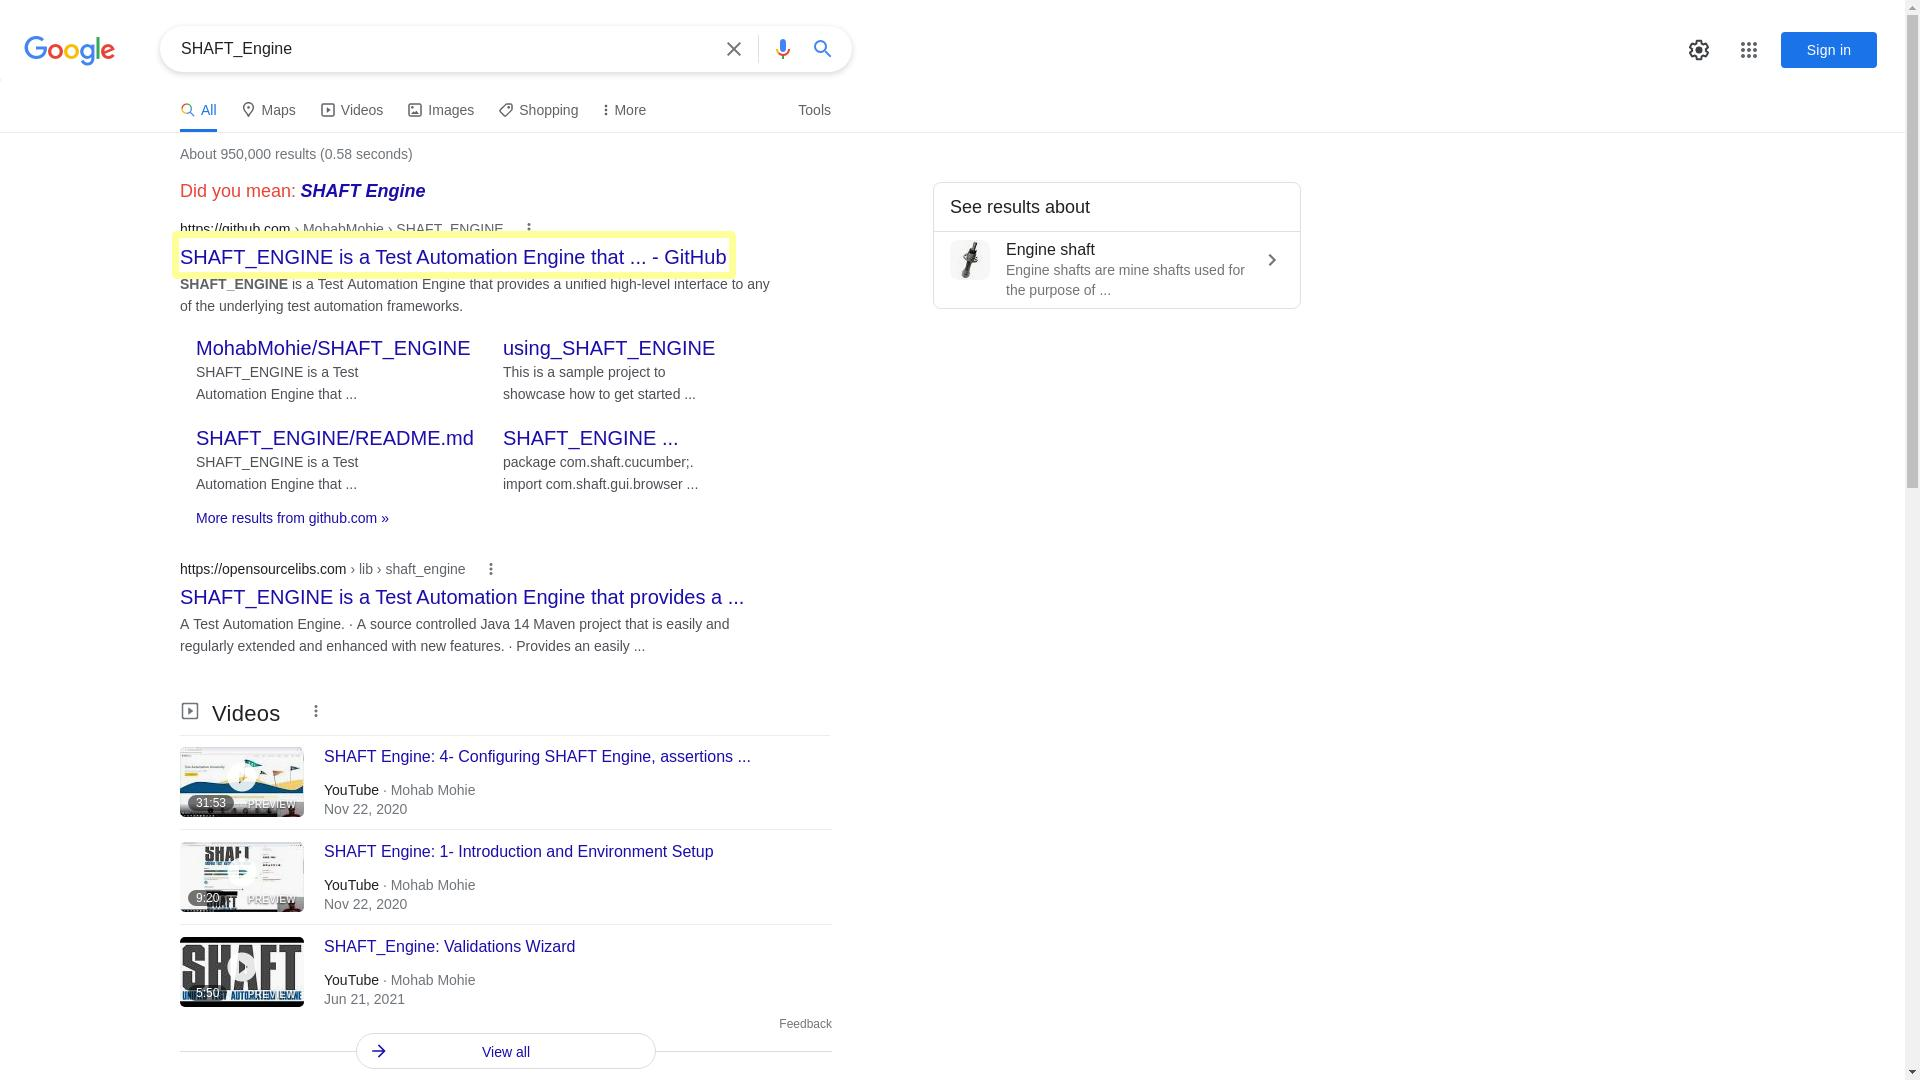 Google
SHAFT_Engine
Sign in
All
Maps
Videos
Images
Shopping
More
Tools
About 950,000 results (0.58 seconds)
Did you mean: SHAFT Engine
https://github.com › MohabMohie › SHAFT_ENGINE
SHAFT_ENGINE is a Test Automation Engine that ... - GitHub
SHAFT_ENGINE is a Test Automation Engine that provides a unified high-level interface to any
of the underlying test automation frameworks.
MohabMohie/SHAFT_ENGINE
SHAFT_ENGINE is a Test
Automation Engine that ...
using_SHAFT_ENGINE
This is a sample project to
showcase how to get started ...
SHAFT_ENGINE/README.md
SHAFT_ENGINE is a Test
Automation Engine that ...
SHAFT_ENGINE ...
package com.shaft.cucumber;.
import com.shaft.gui.browser ...
More results from github.com »
https://opensourcelibs.com › lib › shaft_engine
SHAFT_ENGINE is a Test Automation Engine that provides a ...
A Test Automation Engine. · A source controlled Java 14 Maven project that is easily and
regularly extended and enhanced with new features. · Provides an easily ...
Videos
31:53
PREVIEW
SHAFT Engine: 4- Configuring SHAFT Engine, assertions ...
YouTube · Mohab Mohie
Nov 22, 2020
SHAFT
9:20
PREVIEW
SHAFT Engine: 1- Introduction and Environment Setup
YouTube · Mohab Mohie
Nov 22, 2020
SHAFT
5:50
PREVIEW
SHAFT_Engine: Validations Wizard
YouTube · Mohab Mohie
Jun 21, 2021
Feedback
View all
See results about
Engine shaft
Engine shafts are mine shafts used for
the purpose of ...